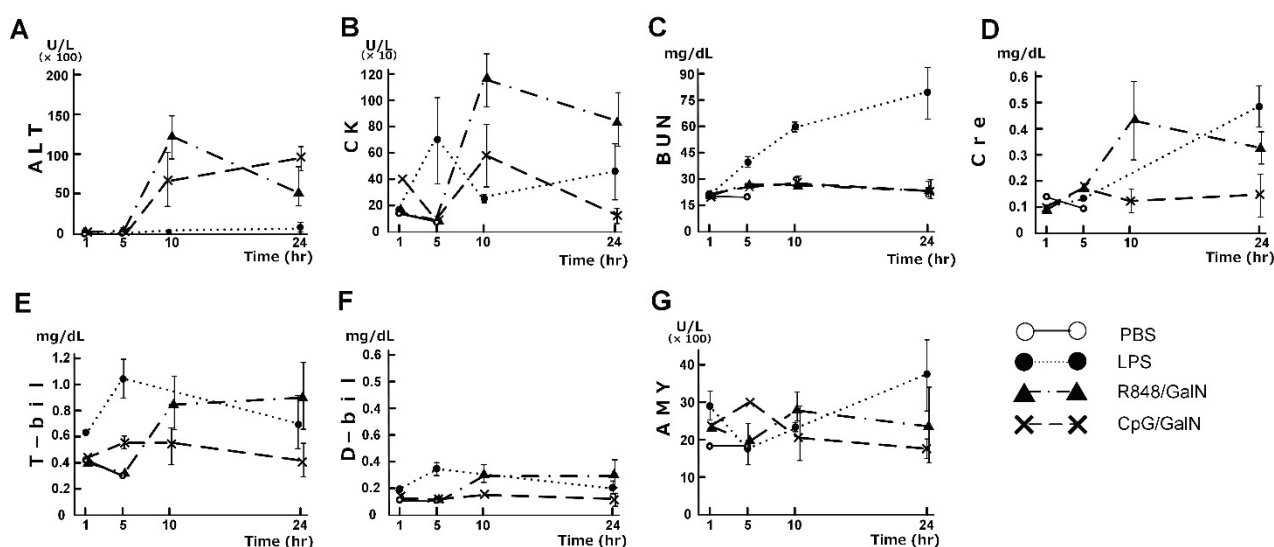 A
U/L
(× 100)
ALT
200
150
100
50
0
1 5 10 24
Time (hr)
B
U/L
(× 10)
CK
120
100
80
60
40
20
0
1 5 10 24
Time (hr)
C
mg/dL
BUN
90
75
60
45
30
15
0
1 5 10 24
Time (hr)
D
mg/dL
Cre
0.6
0.5
0.4
0.3
0.2
0.1
0
1 5 10 24
Time (hr)
E
mg/dL
T-bil
1.2
1.0
0.8
0.6
0.4
0.2
0
1 5 10 24
Time (hr)
F
mg/dL
D-bil
0.6
0.6
0.4
0.4
0.2
0
1 5 10 24
Time (hr)
G
U/L
(× 100)
AMY
40
30
20
10
0
1 5 10 24
Time (hr)
PBS
LPS
R848/GalN
CpG/GalN